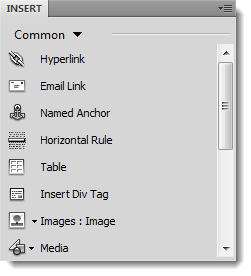 INSERT
Common
Hyperlink
Email Link
Named Anchor
Horizontal Rule
Table
Insert Div Tag
Images : Image
Media